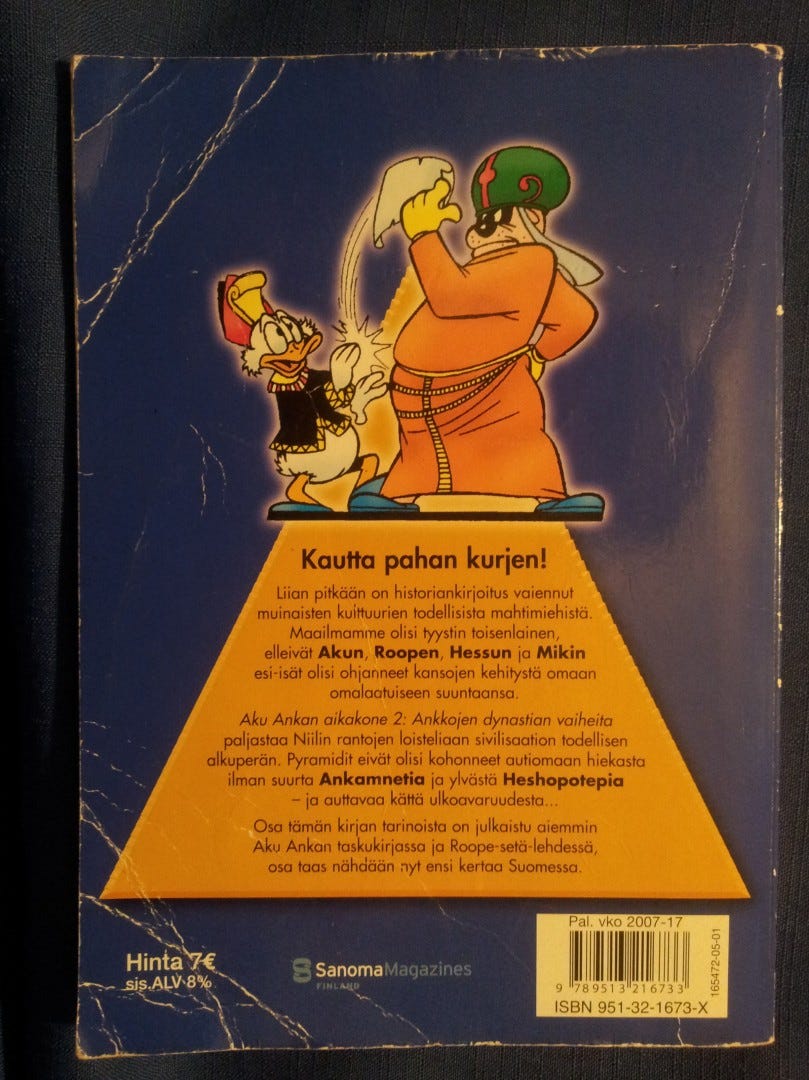 Kautta pahan kurjen!
Liian pitkään on historiankirjoitus vaiennut
muinaisten kulttuurien todellisista mahtimiehistä.
Maailmamme olisi tyystin toisenlainen,
elleivät Akun, Roopen, Hessun ja Mikin
esi-isät olisi ohjanneet kansojen kehitystä omaan
omalaatuiseen suuntaansa.
Aku Ankan aikakone 2: Ankkojen dynastian vaiheita
paljastaa Niilin rantojen loisteliaan sivilisaation todellisen
alkuperän. Pyramidit eivät olisi kohonneet autiomaan hiekasta
ilman suurta Ankamnetia ja ylvästä Heshopotepia
– ja auttavaa kättä ulkoavaruudesta...
Osa tämän kirjan tarinoista on julkaistu aiemmin
Aku Ankan taskukirjassa ja Roope-setä-lehdessä,
osa taas nähdään nyt ensi kertaa Suomessa.
Hinta 7€
sis.ALV 8%
SanomaMagazines
FINLAND
Pal. vko 2007-17
9 789513 216733
ISBN 951-32-1673-X
165472-05-01